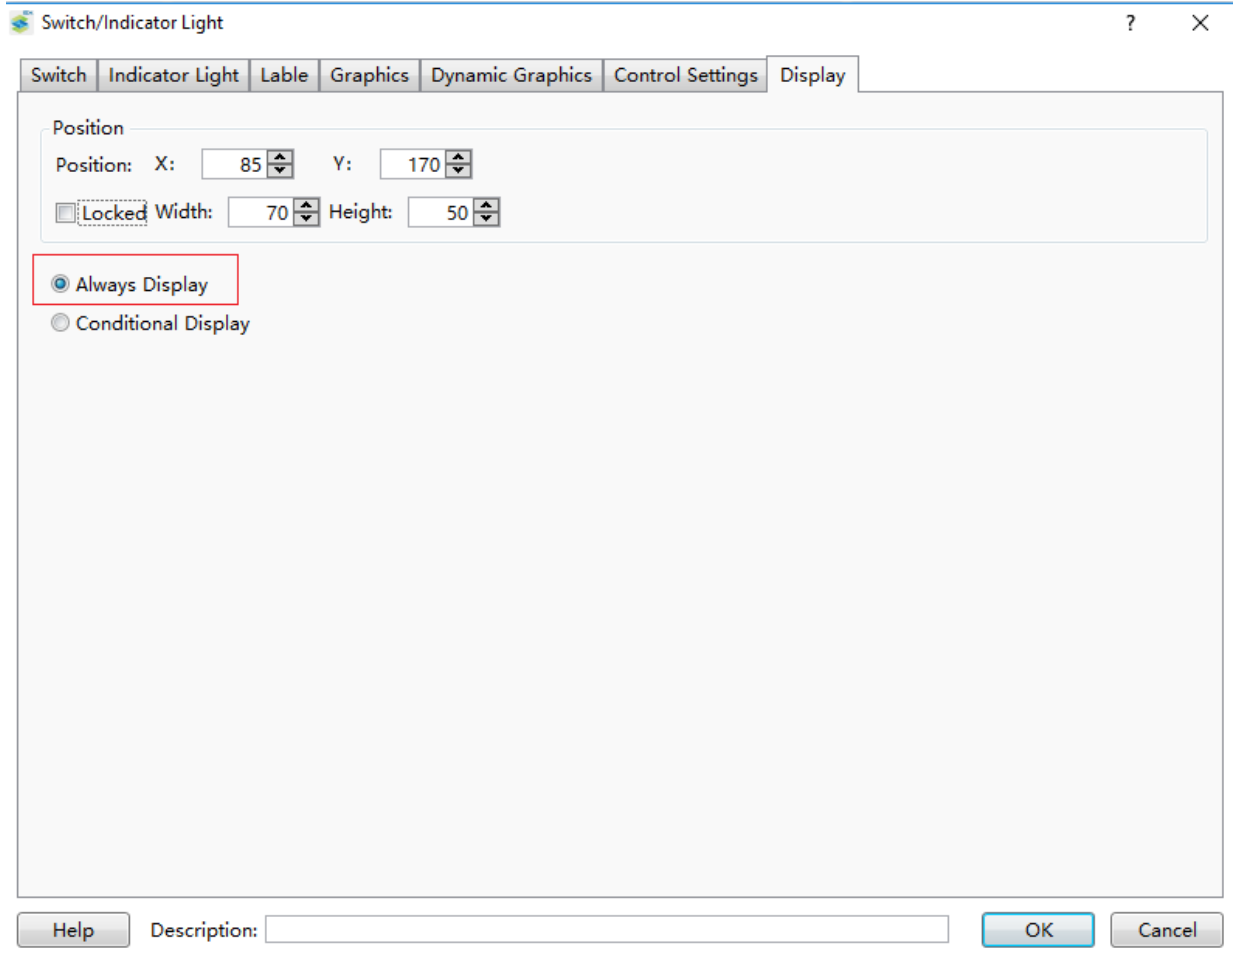 Switch/Indicator Light ?
Switch Indicator Light Lable Graphics Dynamic Graphics Control Settings Display
Position
Position: X: 85 Y: 170
Locked Width: 70 Height: 50
Always Display
Conditional Display
Help Description: OK Cancel